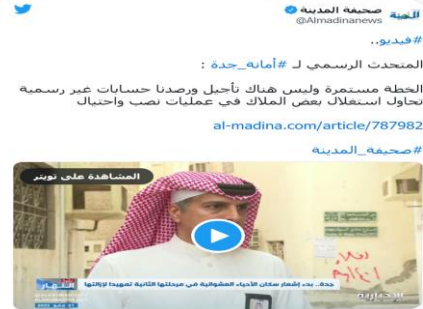 صحيفة المدينة
@Almadinanews
#فيديو..
المتحدث الرسمي لـ #أمانة_جدة :
الخطة مستمرة وليس هناك تأجيل ورصدنا حسابات غير رسمية
تحاول استغلال بعض الملاك في عمليات نصب واحتيال
al-madina.com/article/787982
#صحيفة_المدينة
المشاهدة على تويتر
جدة.. بدء إشعار سكان الأحياء العشوائية في مرحلتها الثانية تمهيدا لإزالتها
النهار
الإخبارية